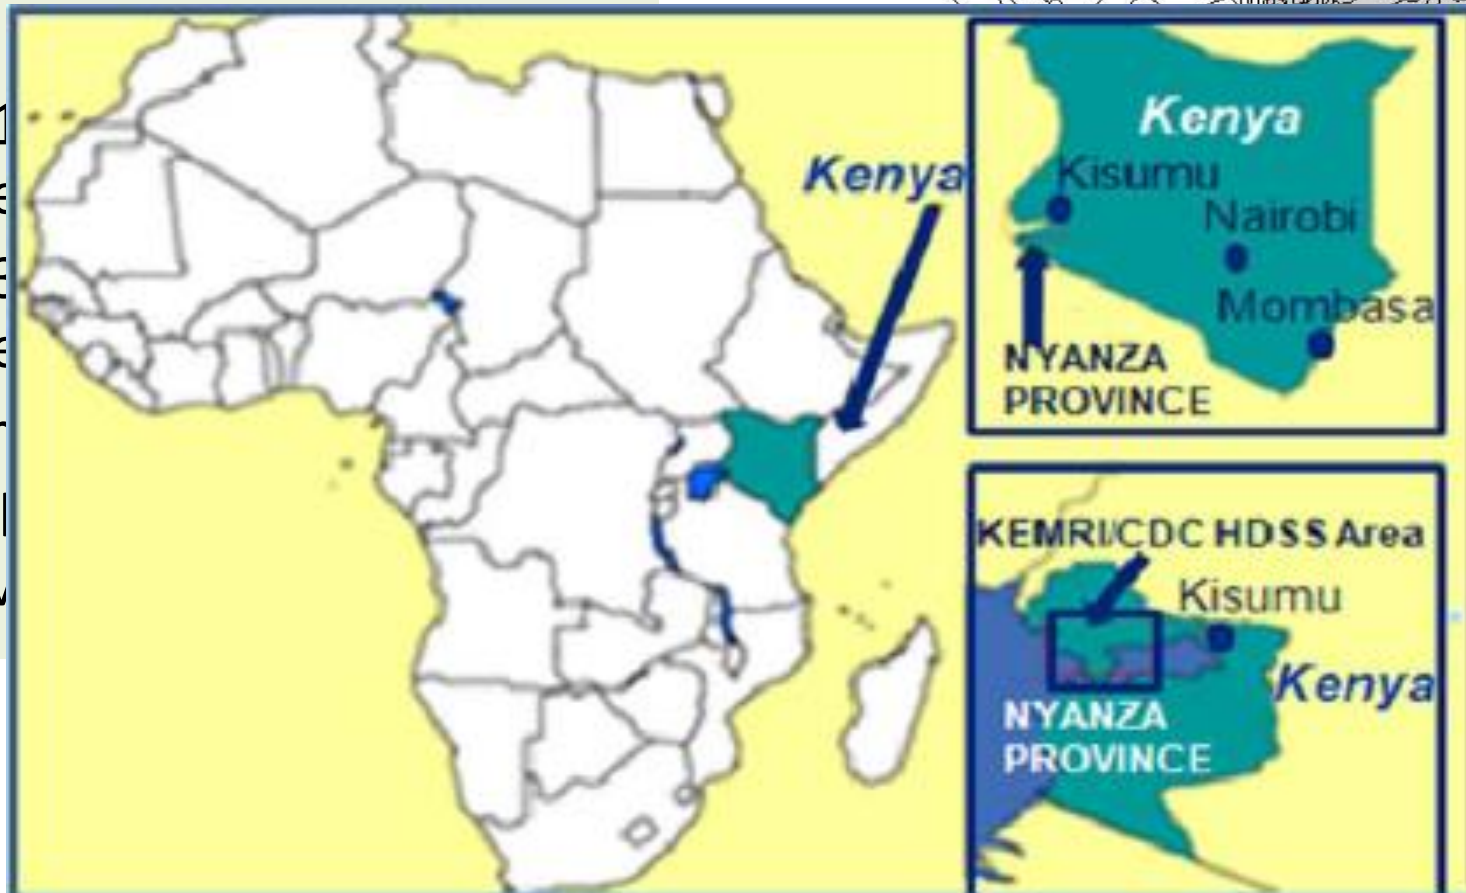 Kenya
Kenya
Kisumu
Nairobi
Mombasa
NYANZA
PROVINCE
KEMRI/CDC HDSS Area
Kisumu
Kenya
NYANZA
PROVINCE